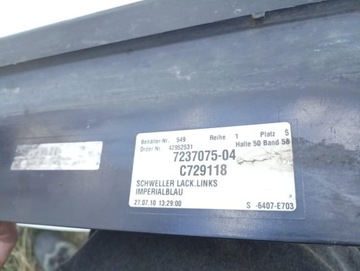 Behälter Nr. 549 Reihe 1 Platz 5
Order Nr. 42952531 Halle 50 Band 58
7237075-04
C729118
SCHWELLER LACK.LINKS
IMPERIALBLAU
27.07.10 13:29:00 S -6407-E703